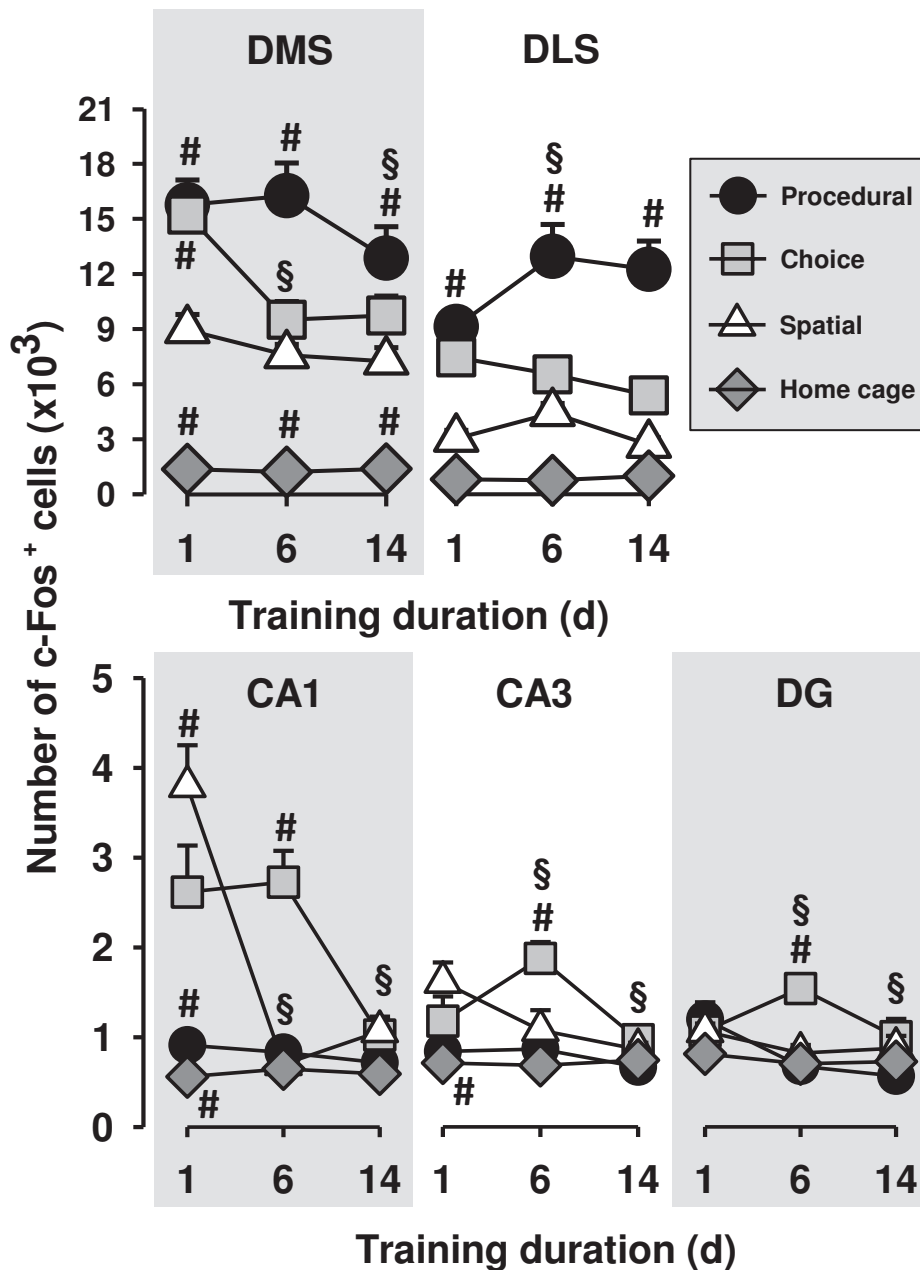 DMS DLS
Number of c-Fos⁺ cells (x10³)
21
18
15
12
9
6
3
0
# # § #
# §
# # #
# § # #
Procedural
Choice
Spatial
Home cage
1 6 14 1 6 14
Training duration (d)
CA1 CA3 DG
5
4
3
2
1
0
# # # § § #
§ # § #
§ # §
1 6 14 1 6 14 1 6 14
Training duration (d)